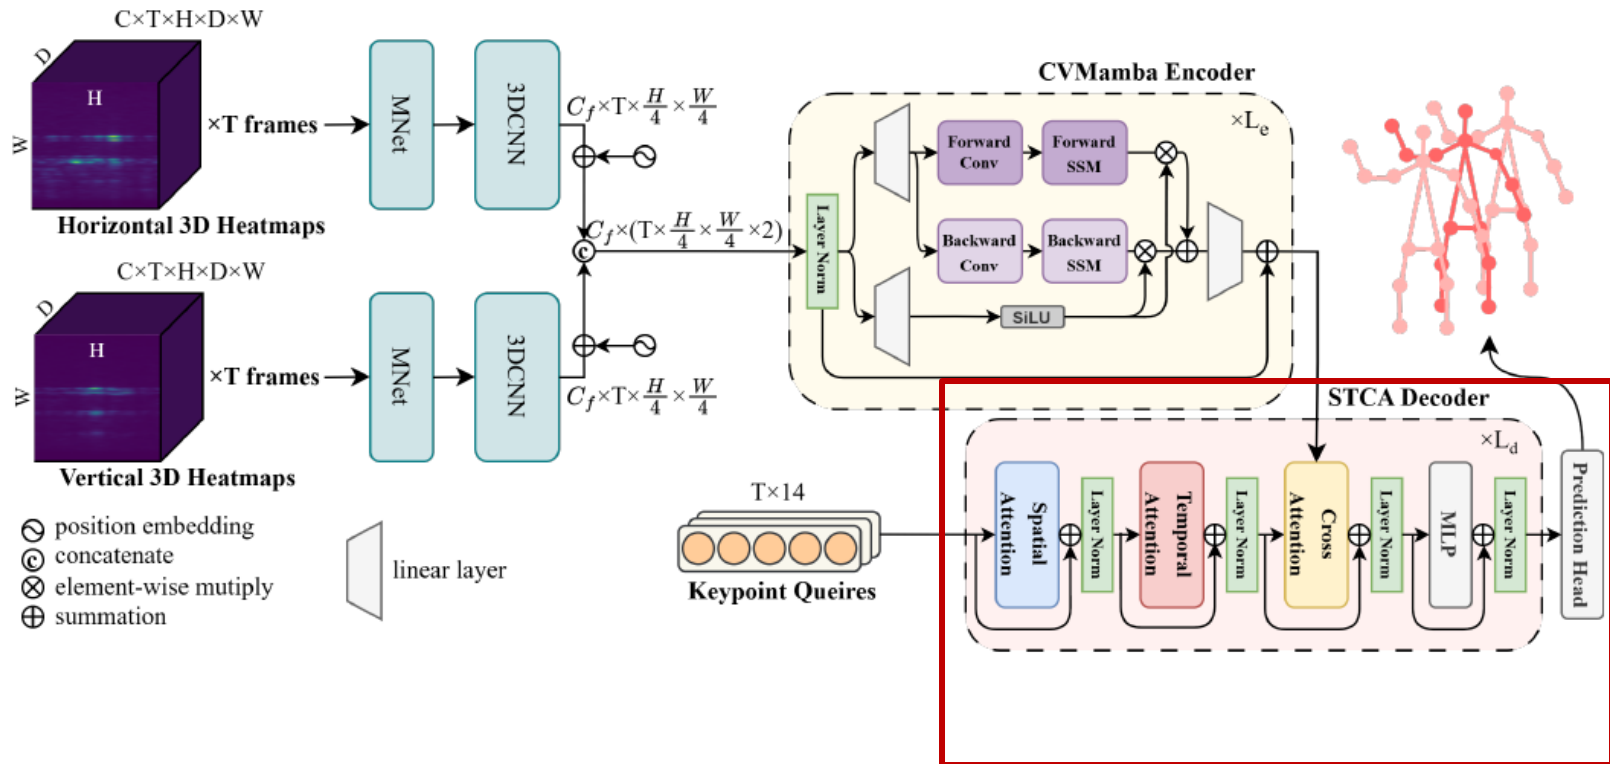 C×T×H×D×W
D
H
W
×T frames
Horizontal 3D Heatmaps
MNet
3DCNN
C_f×T×H/4×W/4
C×T×H×D×W
D
H
W
×T frames
Vertical 3D Heatmaps
MNet
3DCNN
C_f×T×H/4×W/4
c
C_f×(T×H/4×W/4×2)
CVMamba Encoder
×L_e
Layer Norm
Forward
Conv
Forward
SSM
Backward
Conv
Backward
SSM
SiLU
STCA Decoder
×L_d
T×14
Keypoint Queires
Spatial
Attention
Layer Norm
Temporal
Attention
Layer Norm
Cross
Attention
Layer Norm
MLP
Layer Norm
Prediction Head
position embedding
c concatenate
element-wise mutiply
summation
linear layer